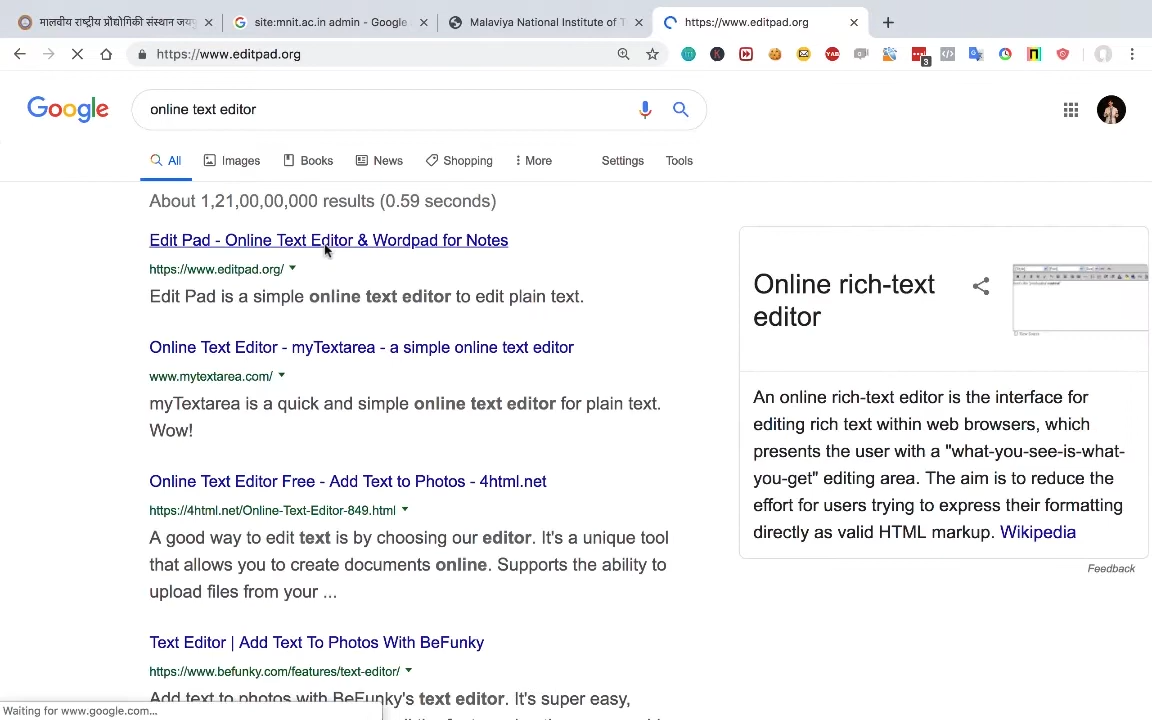 मालवीय राष्ट्रीय प्रौद्योगिकी संस्थान जयपु
site:mnit.ac.in admin - Google
Malaviya National Institute of T
https://www.editpad.org
https://www.editpad.org
3
Google
online text editor
All
Images
Books
News
Shopping
More
Settings
Tools
About 1,21,00,00,000 results (0.59 seconds)
Edit Pad - Online Text Editor & Wordpad for Notes
https://www.editpad.org/
Edit Pad is a simple online text editor to edit plain text.
Online Text Editor - myTextarea - a simple online text editor
www.mytextarea.com/
myTextarea is a quick and simple online text editor for plain text.
Wow!
Online Text Editor Free - Add Text to Photos - 4html.net
https://4html.net/Online-Text-Editor-849.html
A good way to edit text is by choosing our editor. It's a unique tool
that allows you to create documents online. Supports the ability to
upload files from your ...
Text Editor | Add Text To Photos With BeFunky
https://www.befunky.com/features/text-editor/
Add text to photos with BeFunky's text editor. It's super easy,
Online rich-text
editor
An online rich-text editor is the interface for
editing rich text within web browsers, which
presents the user with a "what-you-see-is-what-
you-get" editing area. The aim is to reduce the
effort for users trying to express their formatting
directly as valid HTML markup. Wikipedia
Feedback
Waiting for www.google.com...